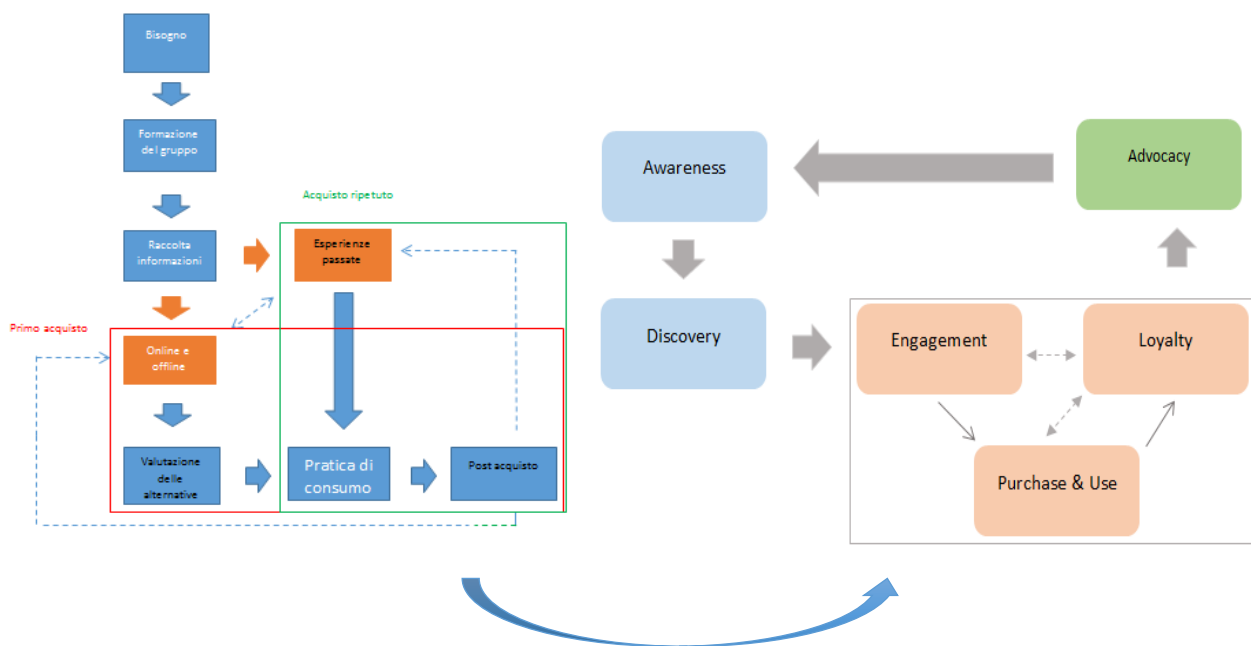 Bisogno
Formazione
del gruppo
Raccolta
informazioni
Acquisto ripetuto
Esperienze
passate
Primo acquisto
Online e
offline
Valutazione
delle
alternative
Pratica di
consumo
Post acquisto
Awareness
Advocacy
Discovery
Engagement
Loyalty
Purchase & Use